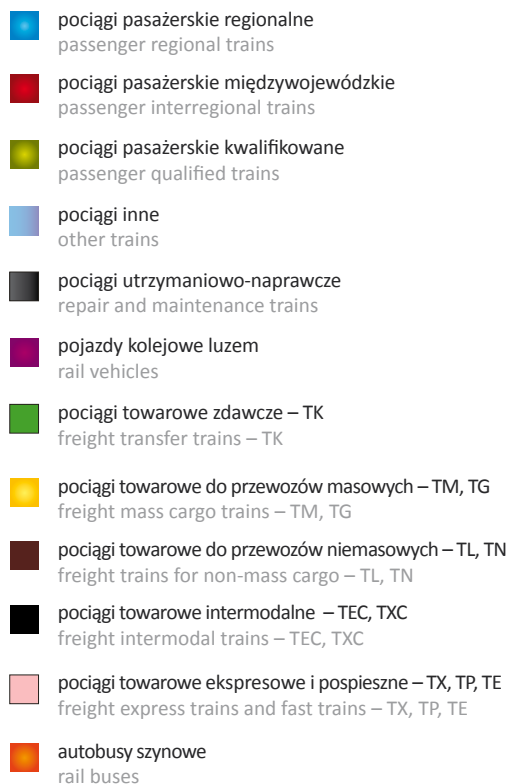 pociągi pasażerskie regionalne
passenger regional trains
pociągi pasażerskie międzywojewódzkie
passenger interregional trains
pociągi pasażerskie kwalifikowane
passenger qualified trains
pociągi inne
other trains
pociągi utrzymaniowo-naprawcze
repair and maintenance trains
pojazdy kolejowe luzem
rail vehicles
pociągi towarowe zdawcze – TK
freight transfer trains – TK
pociągi towarowe do przewozów masowych – TM, TG
freight mass cargo trains – TM, TG
pociągi towarowe do przewozów niemasowych – TL, TN
freight trains for non-mass cargo – TL, TN
pociągi towarowe intermodalne – TEC, TXC
freight intermodal trains – TEC, TXC
pociągi towarowe ekspresowe i pospieszne – TX, TP, TE
freight express trains and fast trains – TX, TP, TE
autobusy szynowe
rail buses